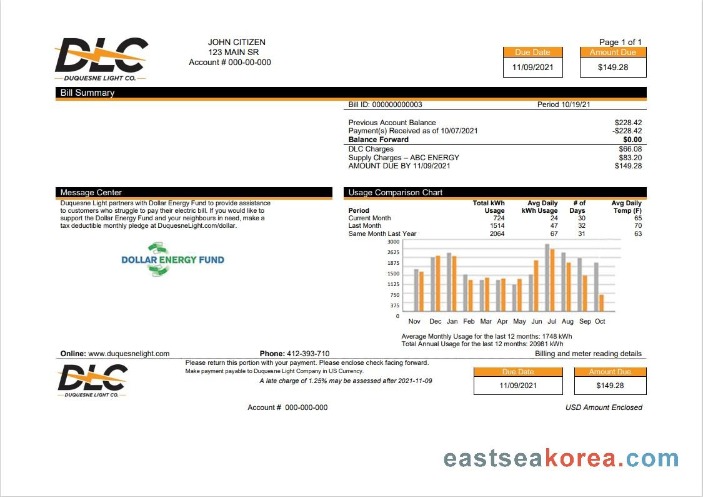 DLC
DUQUESNE LIGHT CO.
JOHN CITIZEN
123 MAIN SR
Account # 000-00-000
Page 1 of 1
Due Date Amount Due
11/09/2021 $149.28
Bill Summary
Bill ID: 000000000003 Period 10/19/21
Previous Account Balance $228.42
Payment(s) Received as of 10/07/2021 -$228.42
Balance Forward $0.00
DLC Charges $66.08
Supply Charges – ABC ENERGY $83.20
AMOUNT DUE BY 11/09/2021 $149.28
Message Center
Duquesne Light partners with Dollar Energy Fund to provide assistance
to customers who struggle to pay their electric bill. If you would like to
support the Dollar Energy Fund and your neighbours in need, make a
tax deductible monthly pledge at DuquesneLight.com/dollar.
DOLLAR ENERGY FUND
Usage Comparison Chart
Total kWh Avg Daily # of Avg Daily
Period Usage kWh Usage Days Temp (F)
Current Month 724 24 30 65
Last Month 1514 47 32 70
Same Month Last Year 2064 67 31 63
3000
2625
1875
1500
1125
750
375
0
Nov Dec Jan Feb Mar Apr May Jun Jul Aug Sep Oct
Average Monthly Usage for the last 12 months: 1748 kWh
Total Annual Usage for the last 12 months: 20981 kWh
Online: www.duquesnelight.com Phone: 412-393-710 Billing and meter reading details
DLC
DUQUESNE LIGHT CO.
Please return this portion with your payment. Please enclose check facing forward.
Make payment payable to Duquesne Light Company in US Currency.
A late charge of 1.25% may be assessed after 2021-11-09
Due Date Amount Due
11/09/2021 $149.28
Account # 000-000-000
USD Amount Enclosed
eastseakorea.com